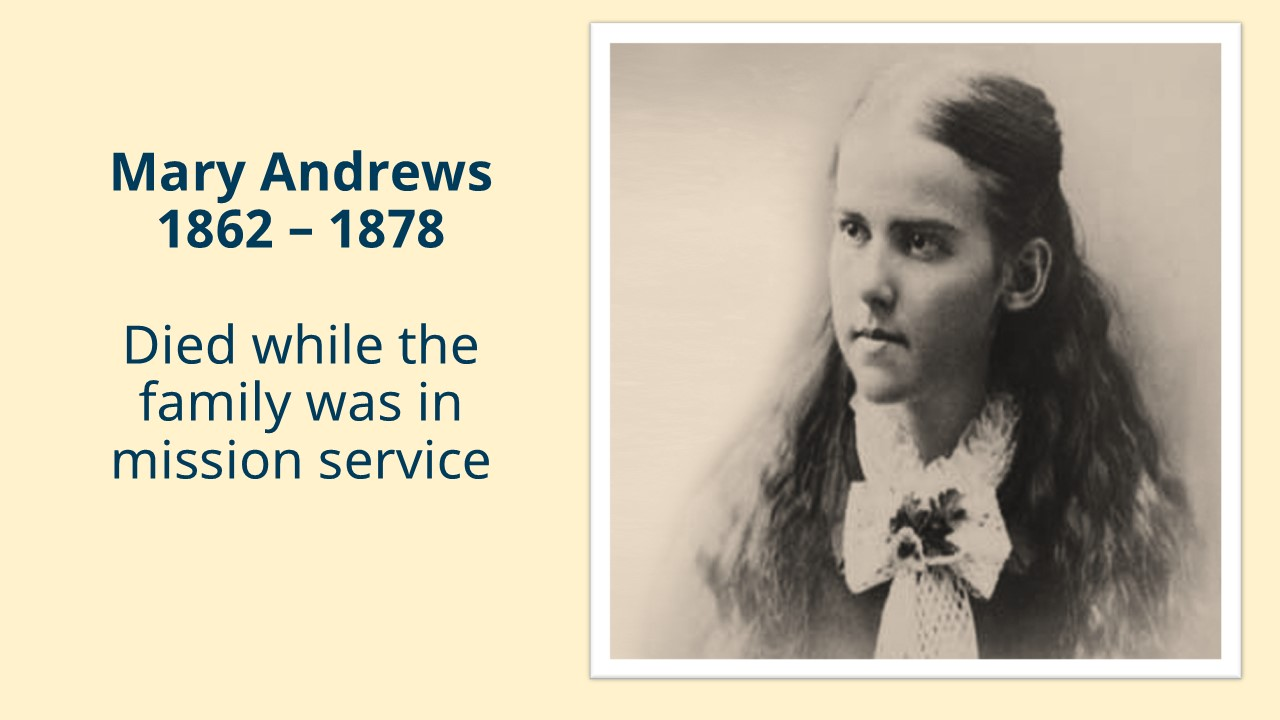 Mary Andrews
1862 – 1878
Died while the
family was in
mission service